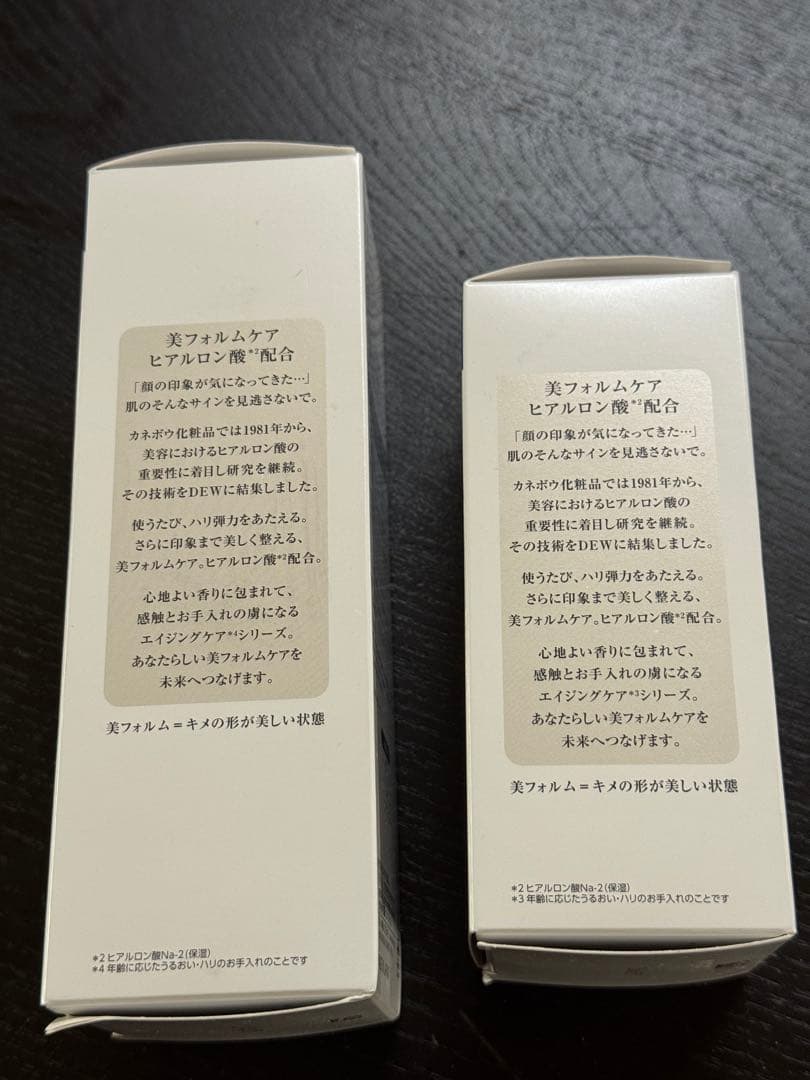 美フォルムケア
ヒアルロン酸*2配合
「顔の印象が気になってきた…」
肌のそんなサインを見逃さないで。
カネボウ化粧品では1981年から、
美容におけるヒアルロン酸の
重要性に着目し研究を継続。
その技術をDEWに結集しました。
使うたび、ハリ弾力をあたえる。
さらに印象まで美しく整える、
美フォルムケア。ヒアルロン酸*2配合。
心地よい香りに包まれて、
感触とお手入れの虜になる
エイジングケア*4シリーズ。
あなたらしい美フォルムケアを
未来へつなげます。
美フォルム=キメの形が美しい状態
*2 ヒアルロン酸Na-2(保湿)
*4 年齢に応じたうるおい・ハリのお手入れのことです
美フォルムケア
ヒアルロン酸*2配合
「顔の印象が気になってきた…」
肌のそんなサインを見逃さないで。
カネボウ化粧品では1981年から、
美容におけるヒアルロン酸の
重要性に着目し研究を継続。
その技術をDEWに結集しました。
使うたび、ハリ弾力をあたえる。
さらに印象まで美しく整える、
美フォルムケア。ヒアルロン酸*2配合。
心地よい香りに包まれて、
感触とお手入れの虜になる
エイジングケア*3シリーズ。
あなたらしい美フォルムケアを
未来へつなげます。
美フォルム=キメの形が美しい状態
*2 ヒアルロン酸Na-2(保湿)
*3 年齢に応じたうるおい・ハリのお手入れのことです